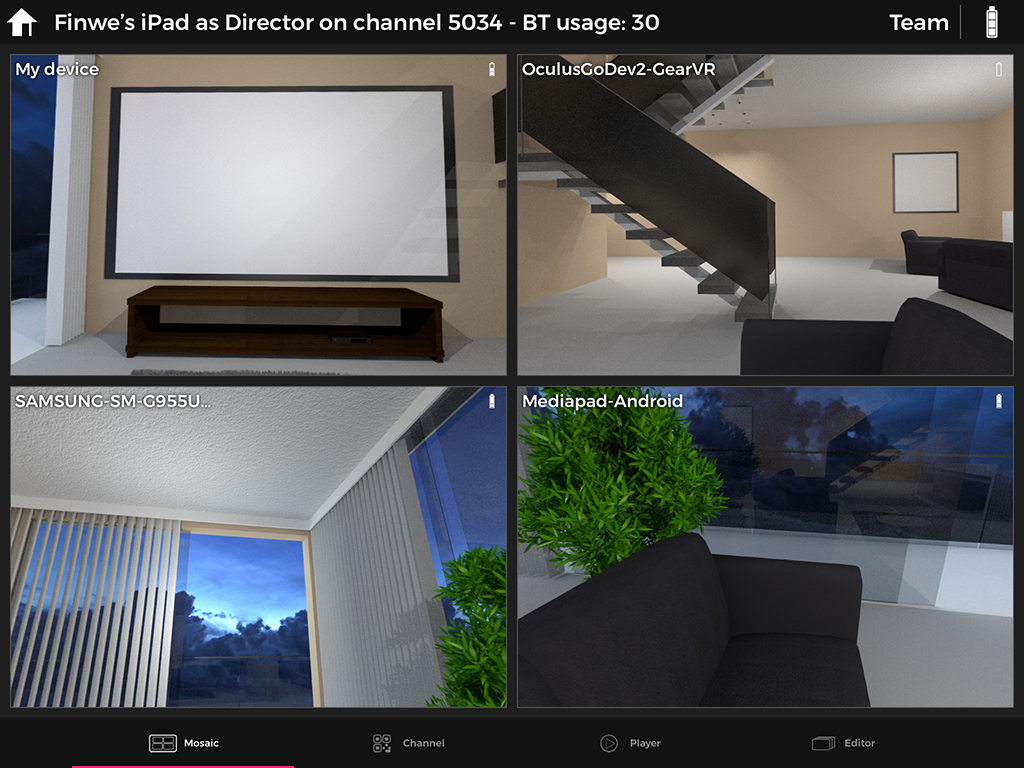 Finwe’s iPad as Director on channel 5034 - BT usage: 30
Team
My device
OculusGoDev2-GearVR
SAMSUNG-SM-G955U...
Mediapad-Android
Mosaic
Channel
Player
Editor